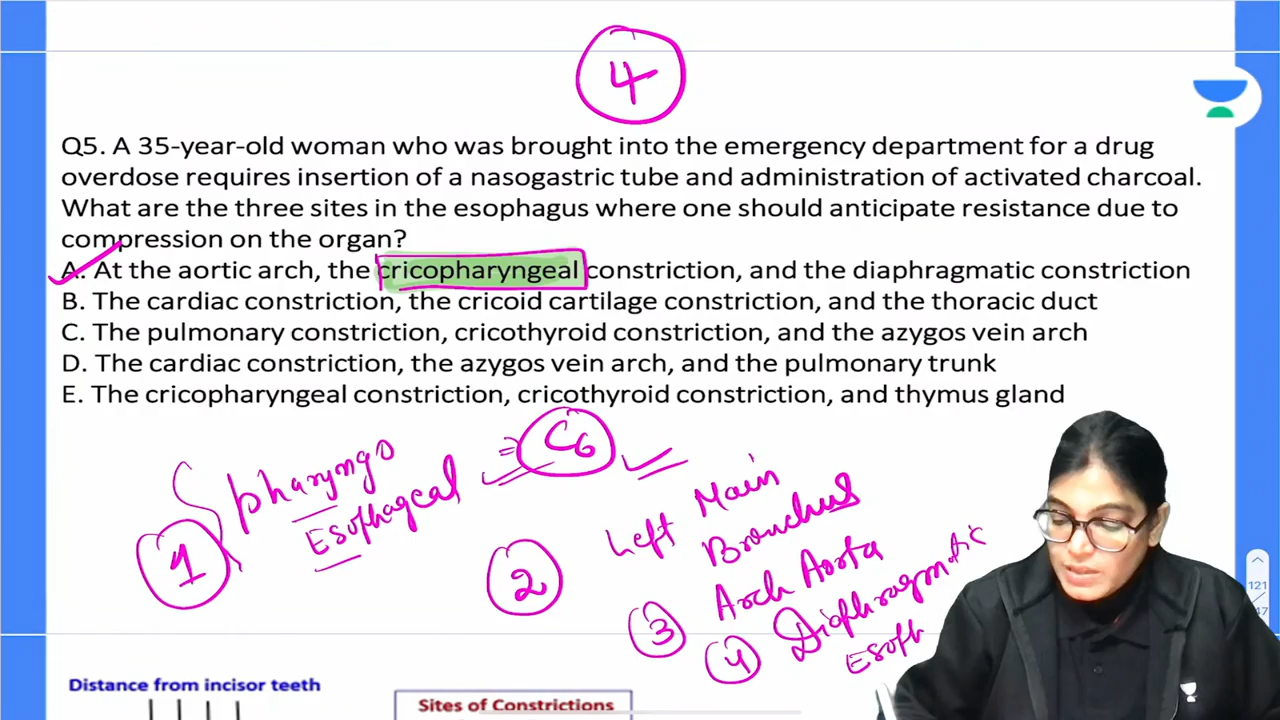 4
Q5. A 35-year-old woman who was brought into the emergency department for a drug
overdose requires insertion of a nasogastric tube and administration of activated charcoal.
What are the three sites in the esophagus where one should anticipate resistance due to
compression on the organ?
A. At the aortic arch, the cricopharyngeal constriction, and the diaphragmatic constriction
B. The cardiac constriction, the cricoid cartilage constriction, and the thoracic duct
C. The pulmonary constriction, cricothyroid constriction, and the azygos vein arch
D. The cardiac constriction, the azygos vein arch, and the pulmonary trunk
E. The cricopharyngeal constriction, cricothyroid constriction, and thymus gland
1 pharyngo
Esophageal = C6
2 Left Main
Bronchus
3 Arch Aorta
4 Diaphragmatic
Esoph
121
Distance from incisor teeth
Sites of Constrictions